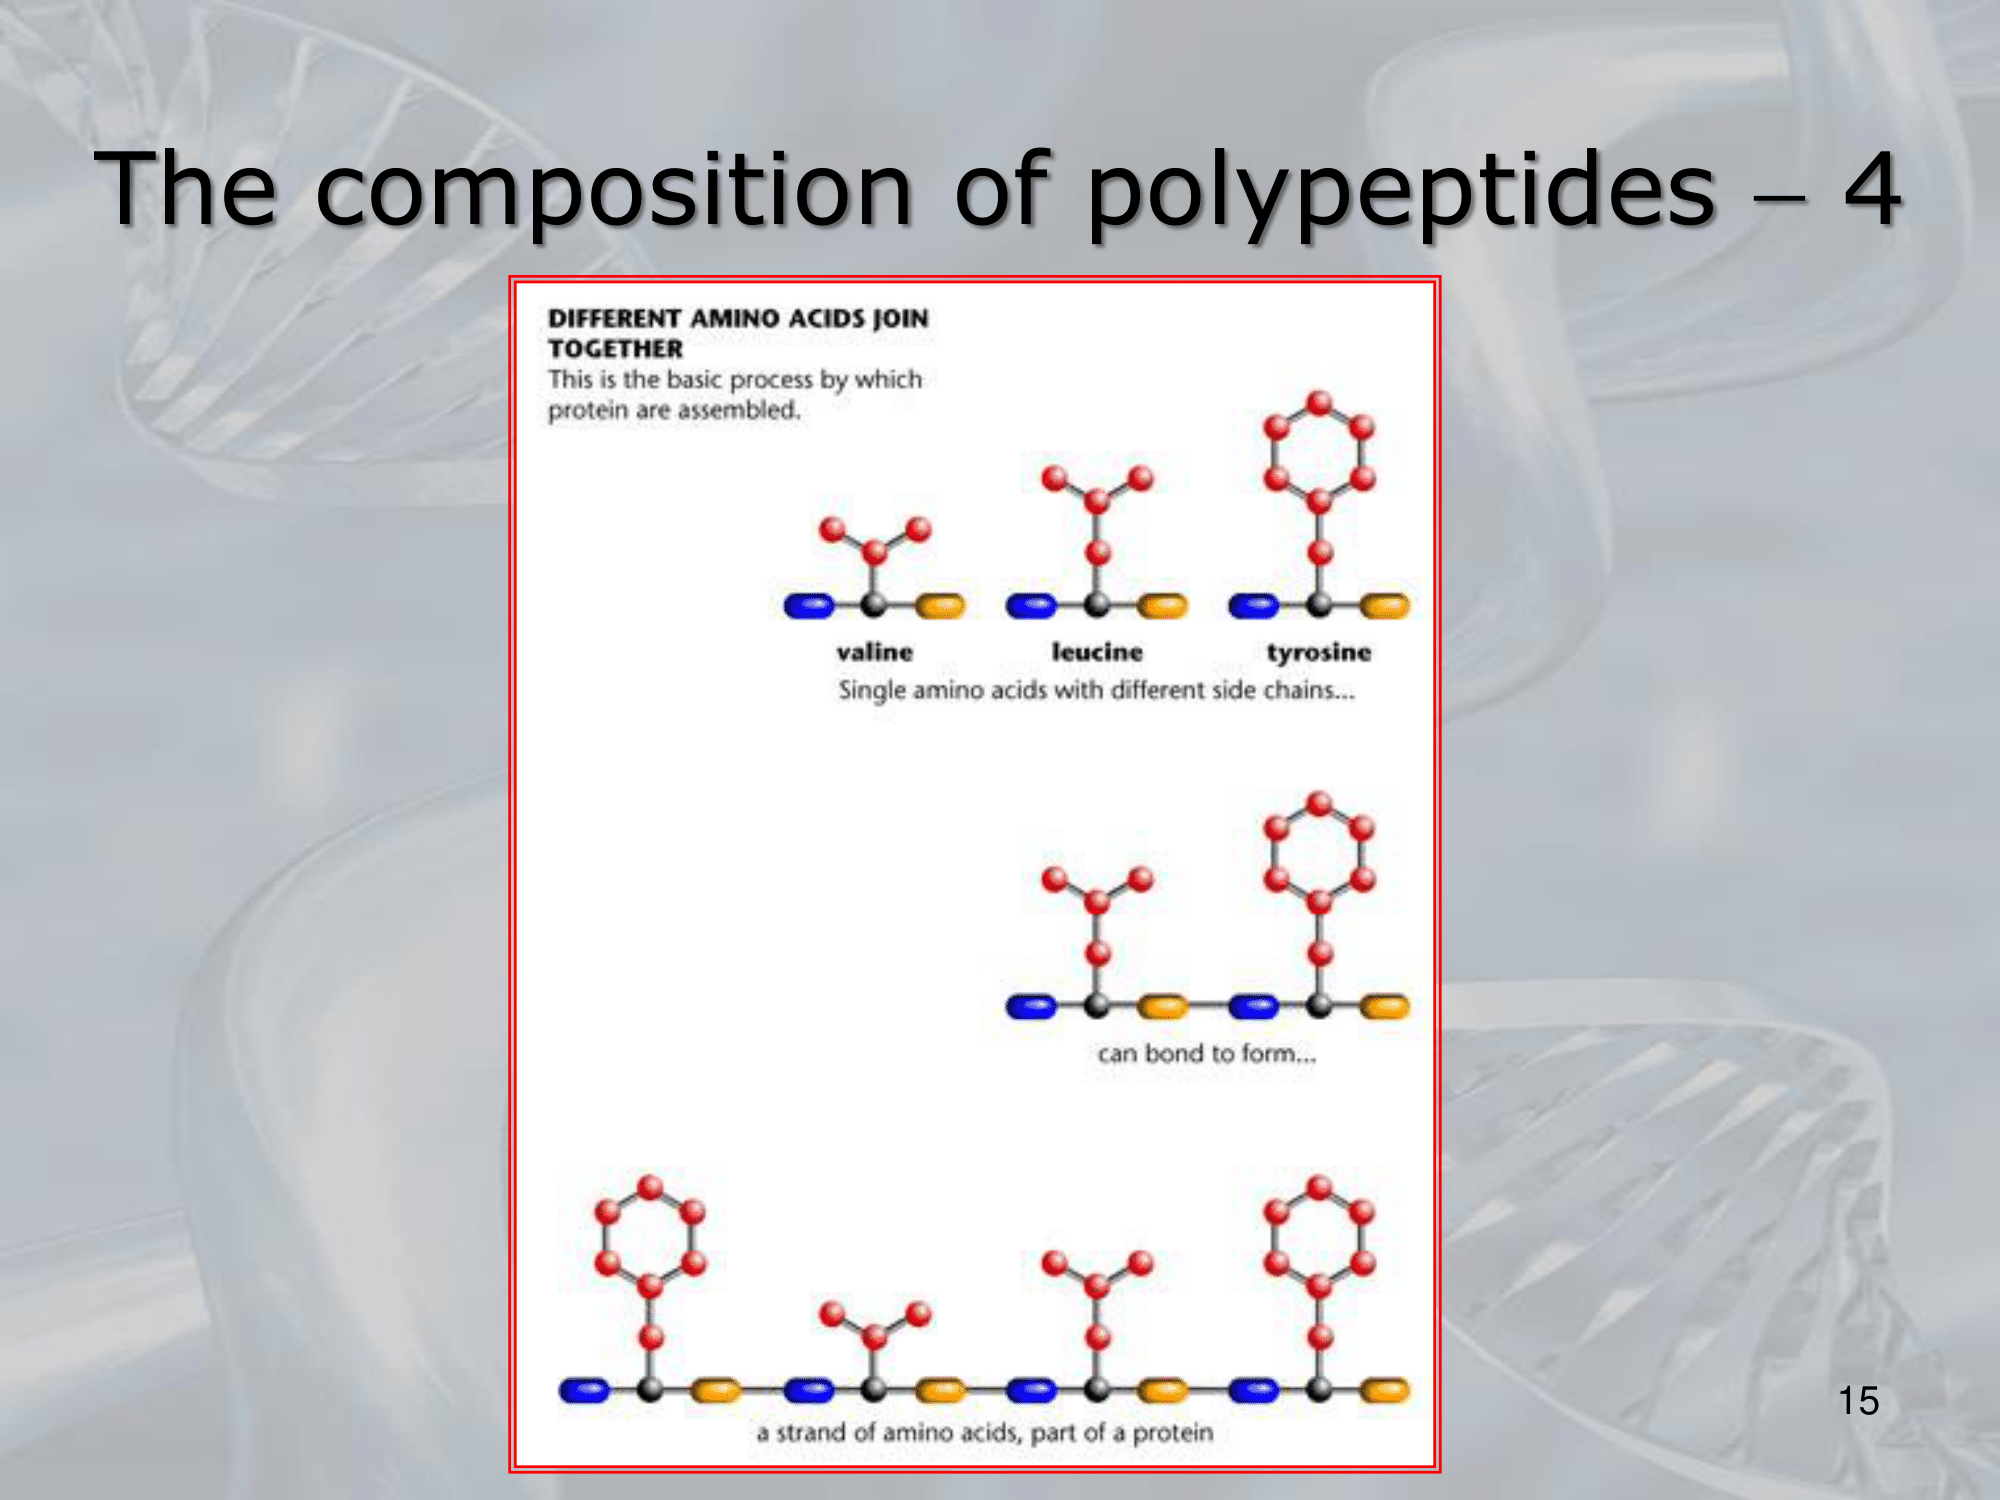 The composition of polypeptides – 4
DIFFERENT AMINO ACIDS JOIN
TOGETHER
This is the basic process by which
protein are assembled.
valine
leucine
tyrosine
Single amino acids with different side chains...
can bond to form...
a strand of amino acids, part of a protein
15